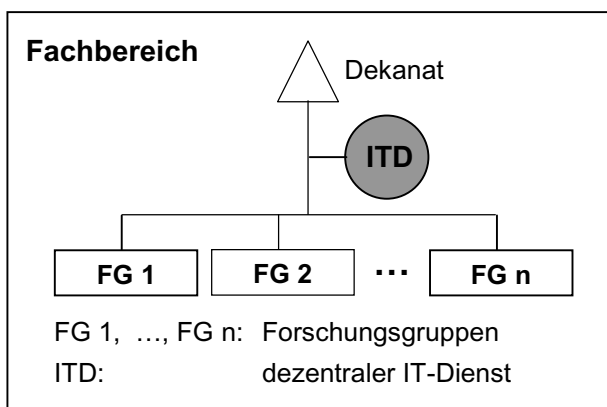 Fachbereich
Dekanat
ITD
FG 1 FG 2 ... FG n
FG 1, ..., FG n: Forschungsgruppen
ITD: dezentraler IT-Dienst